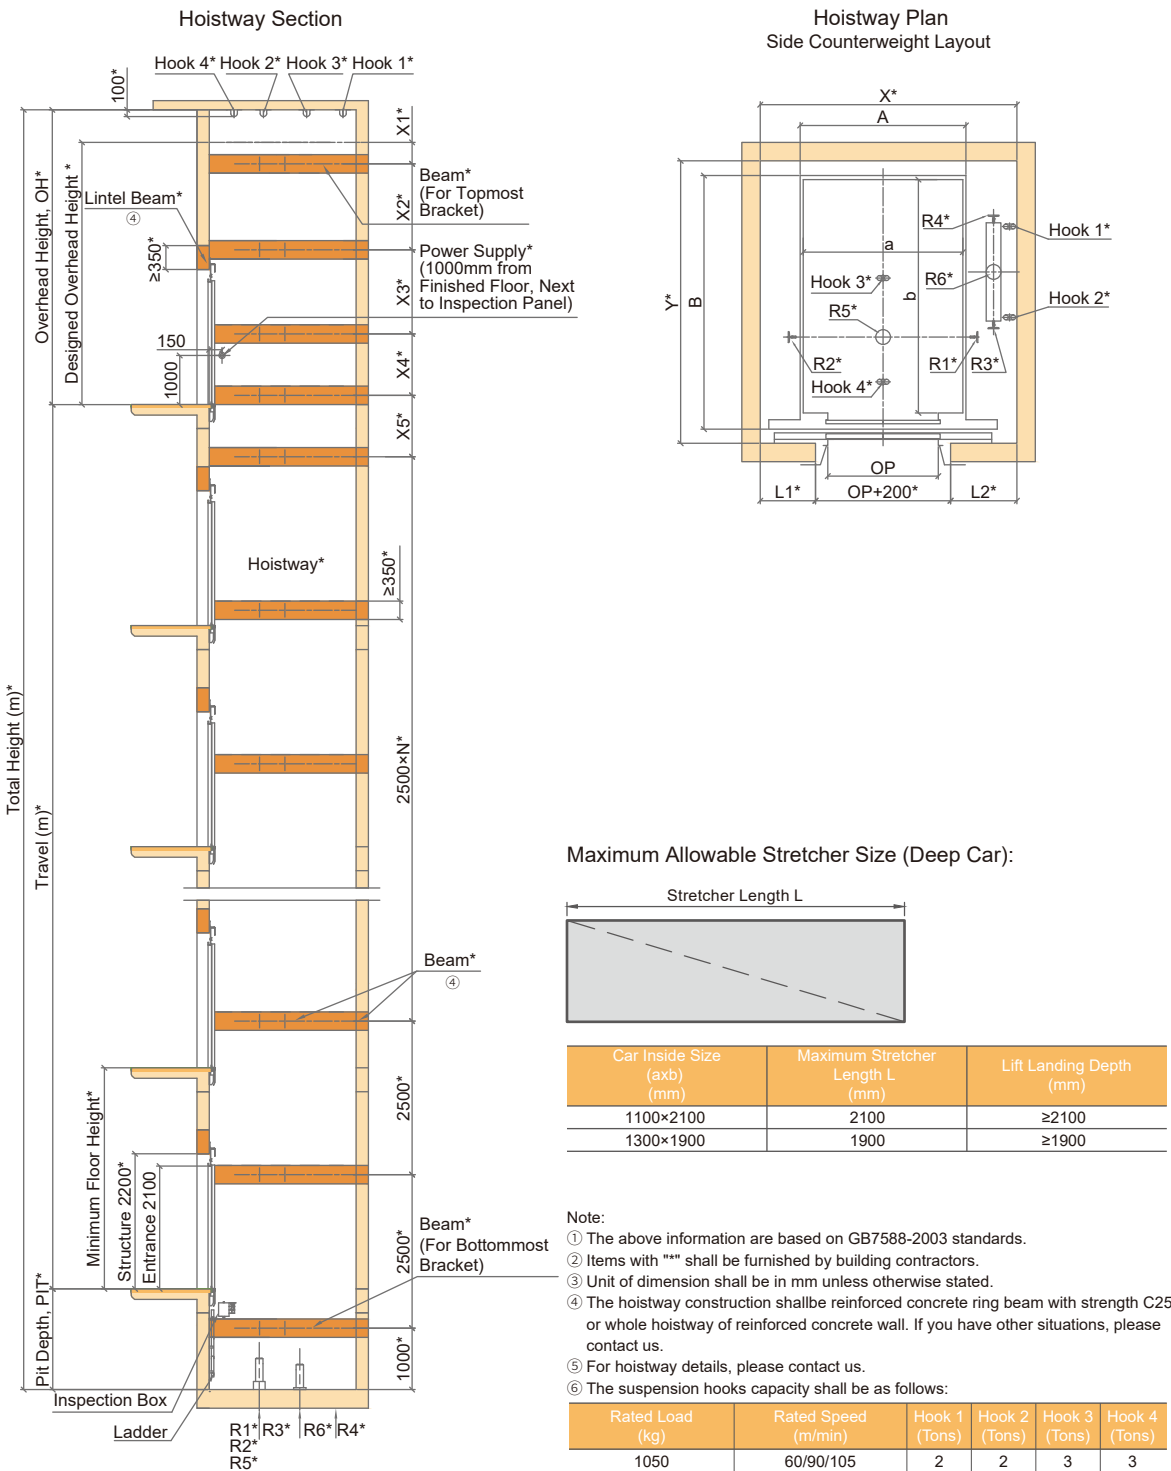 Hoistway Section
Hook 4* Hook 2* Hook 3* Hook 1*
100*
X1*
Overhead Height, OH*
Designed Overhead Height *
Lintel Beam*
④
≥350*
Beam*
(For Topmost
Bracket)
X2*
Power Supply*
(1000mm from
Finished Floor, Next
to Inspection Panel)
X3*
150
1000
X4*
X5*
Hoistway*
≥350*
Total Height (m)*
Travel (m)*
2500×N*
Beam*
④
2500*
Minimum Floor Height*
Structure 2200*
Entrance 2100
2500*
Beam*
(For Bottommost
Bracket)
Pit Depth, PIT*
1000*
Inspection Box
Ladder
R1* R3* R6* R4*
R2*
R5*
Hoistway Plan
Side Counterweight Layout
X*
A
Y*
B
a
b
R4*
Hook 1*
Hook 3*
R6*
R5*
Hook 2*
R2*
R1* R3*
Hook 4*
OP
L1* OP+200* L2*
Maximum Allowable Stretcher Size (Deep Car):
Stretcher Length L
Car Inside Size
(axb)
(mm)
Maximum Stretcher
Length L
(mm)
Lift Landing Depth
(mm)
1100×2100 2100 ≥2100
1300×1900 1900 ≥1900
Note:
① The above information are based on GB7588-2003 standards.
② Items with "*" shall be furnished by building contractors.
③ Unit of dimension shall be in mm unless otherwise stated.
④ The hoistway construction shallbe reinforced concrete ring beam with strength C25
or whole hoistway of reinforced concrete wall. If you have other situations, please
contact us.
⑤ For hoistway details, please contact us.
⑥ The suspension hooks capacity shall be as follows:
Rated Load
(kg)
Rated Speed
(m/min)
Hook 1
(Tons)
Hook 2
(Tons)
Hook 3
(Tons)
Hook 4
(Tons)
1050 60/90/105 2 2 3 3